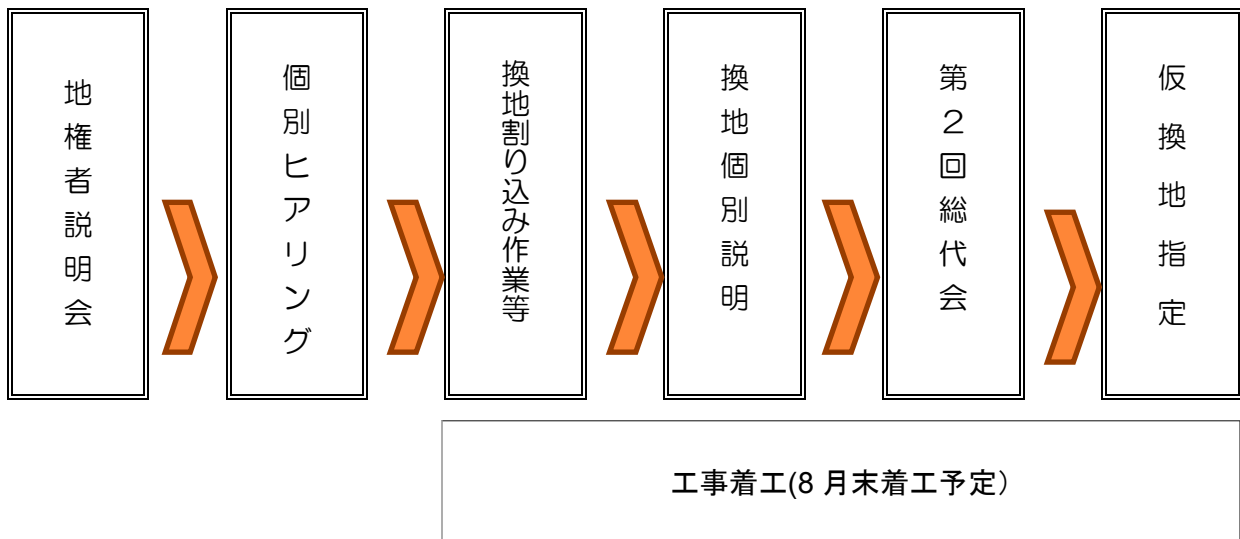 地権者説明会
個別ヒアリング
換地割り込み作業等
換地個別説明
第２回総代会
仮換地指定
工事着工(8 月末着工予定）